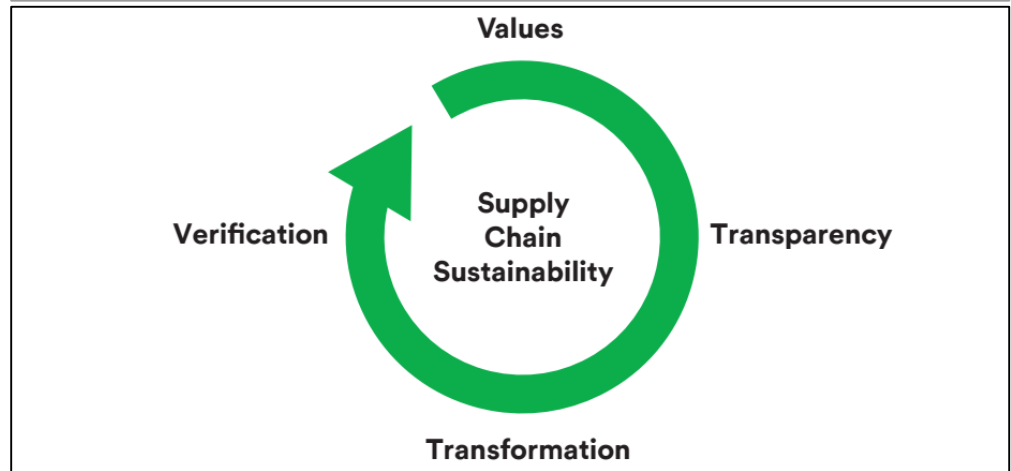 Values
Verification
Supply
Chain
Sustainability
Transparency
Transformation